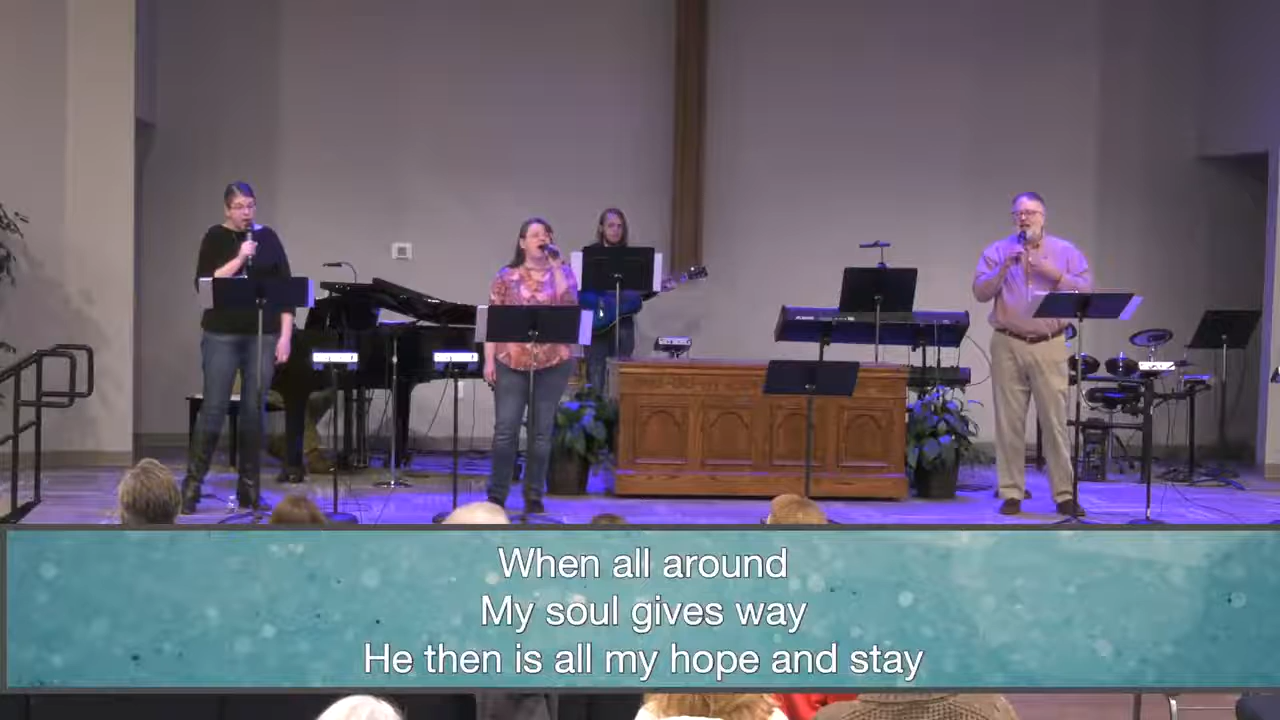 When all around
My soul gives way
He then is all my hope and stay